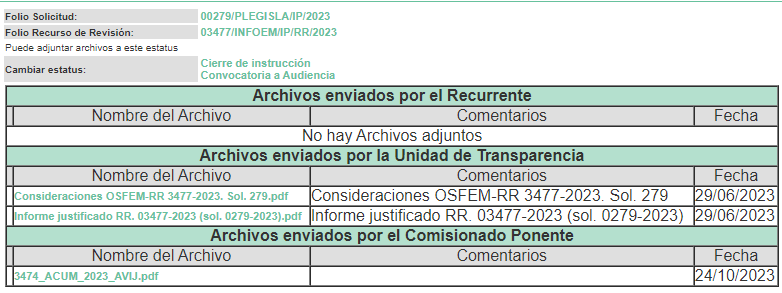 Folio Solicitud: 00279/PLEGISLA/IP/2023
Folio Recurso de Revisión: 03477/INFOEM/IP/RR/2023
Puede adjuntar archivos a este estatus
Cambiar estatus: Cierre de instrucción
Convocatoria a Audiencia
Archivos enviados por el Recurrente
Nombre del Archivo Comentarios Fecha
No hay Archivos adjuntos
Archivos enviados por la Unidad de Transparencia
Nombre del Archivo Comentarios Fecha
Consideraciones OSFEM-RR 3477-2023. Sol. 279.pdf Consideraciones OSFEM-RR 3477-2023. Sol. 279 29/06/2023
Informe justificado RR. 03477-2023 (sol. 0279-2023).pdf Informe justificado RR. 03477-2023 (sol. 0279-2023) 29/06/2023
Archivos enviados por el Comisionado Ponente
Nombre del Archivo Comentarios Fecha
3474_ACUM_2023_AVIJ.pdf 24/10/2023